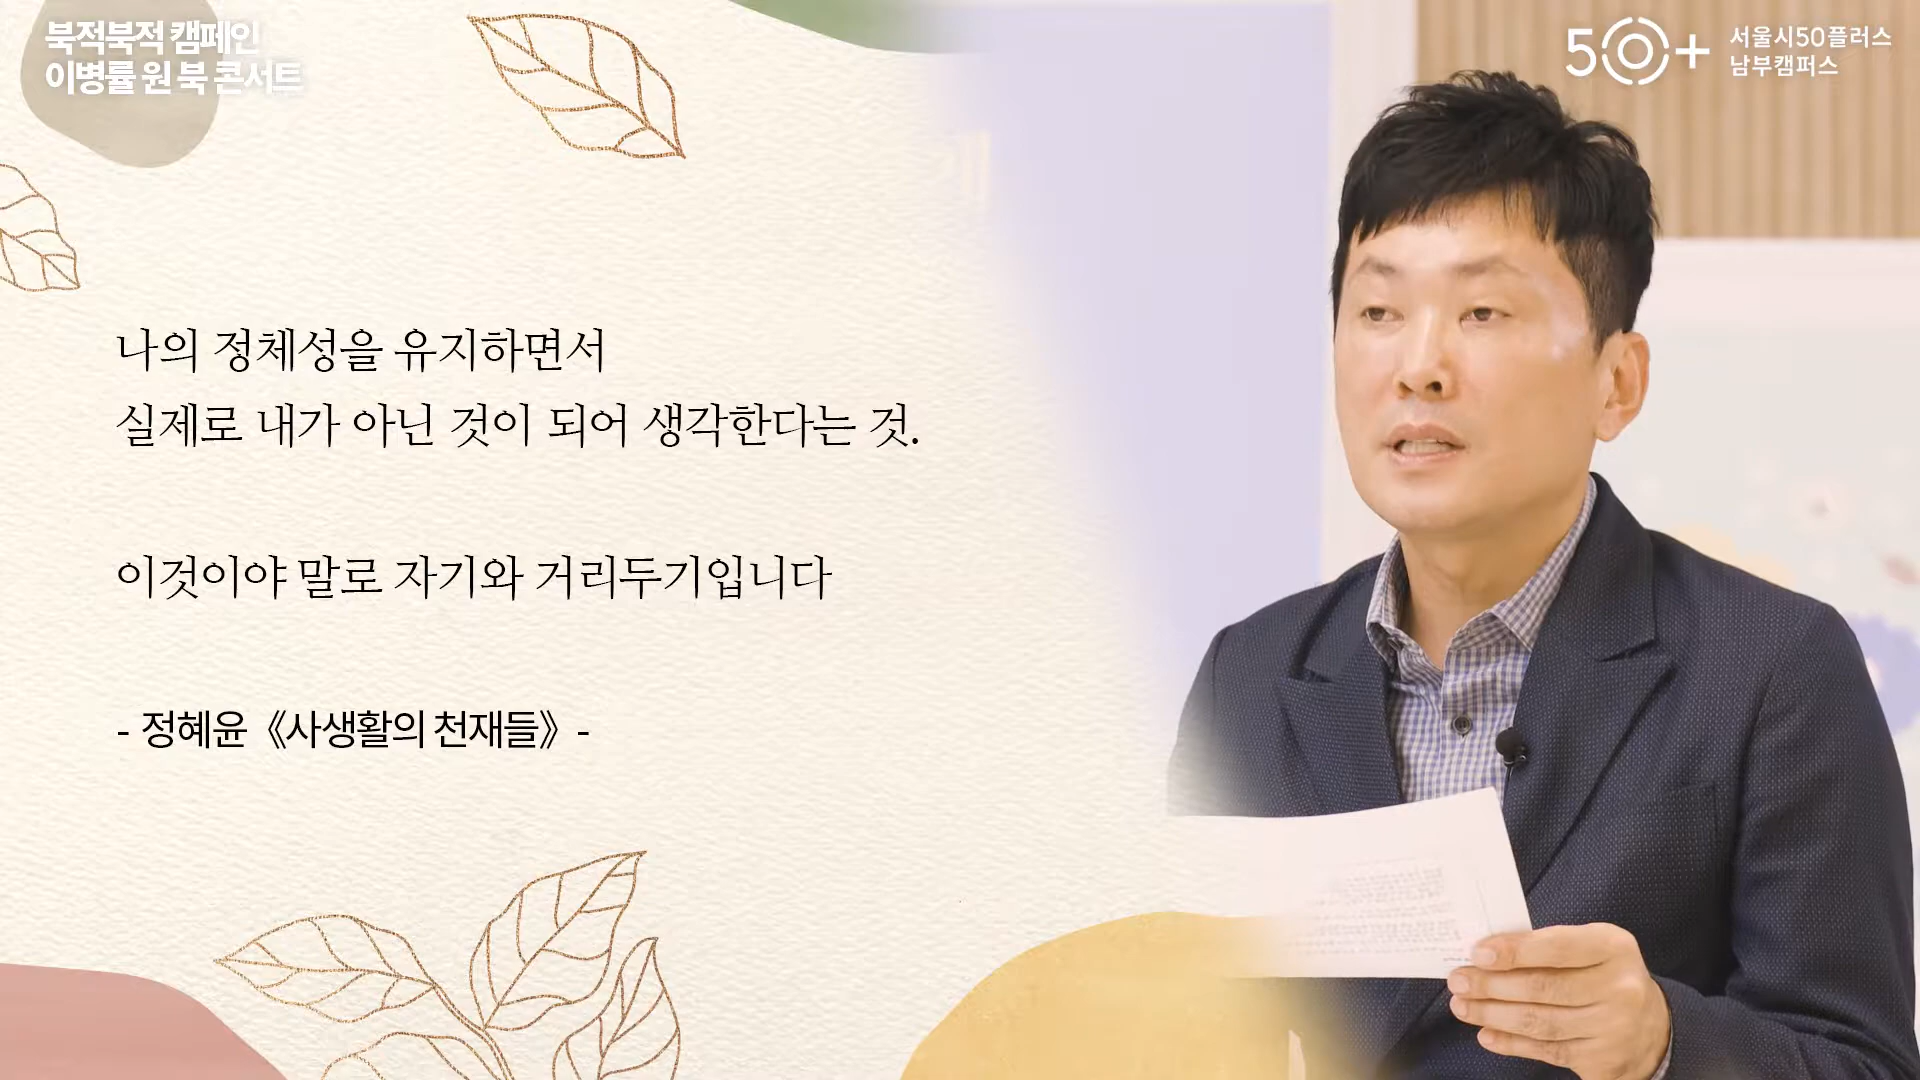 북적북적 캠페인
이병률 원 북 콘서트
50+ 서울시50플러스
남부캠퍼스
나의 정체성을 유지하면서
실제로 내가 아닌 것이 되어 생각한다는 것.
이것이야 말로 자기와 거리두기입니다
- 정혜윤《사생활의 천재들》-